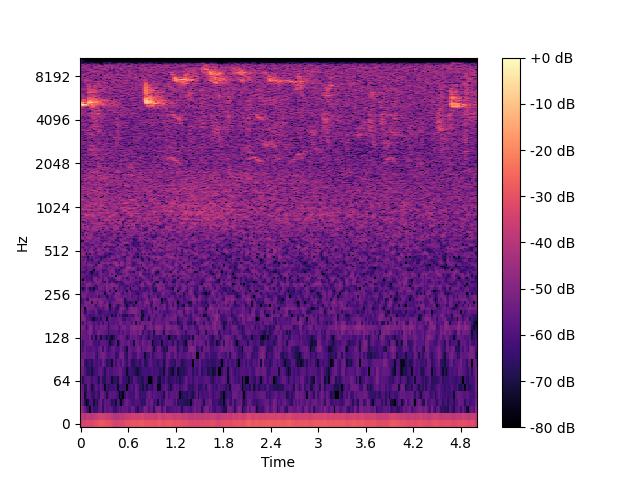 8192
4096
2048
1024
512
256
128
64
0
Hz
0 0.6 1.2 1.8 2.4 3 3.6 4.2 4.8
Time
+0 dB
-10 dB
-20 dB
-30 dB
-40 dB
-50 dB
-60 dB
-70 dB
-80 dB